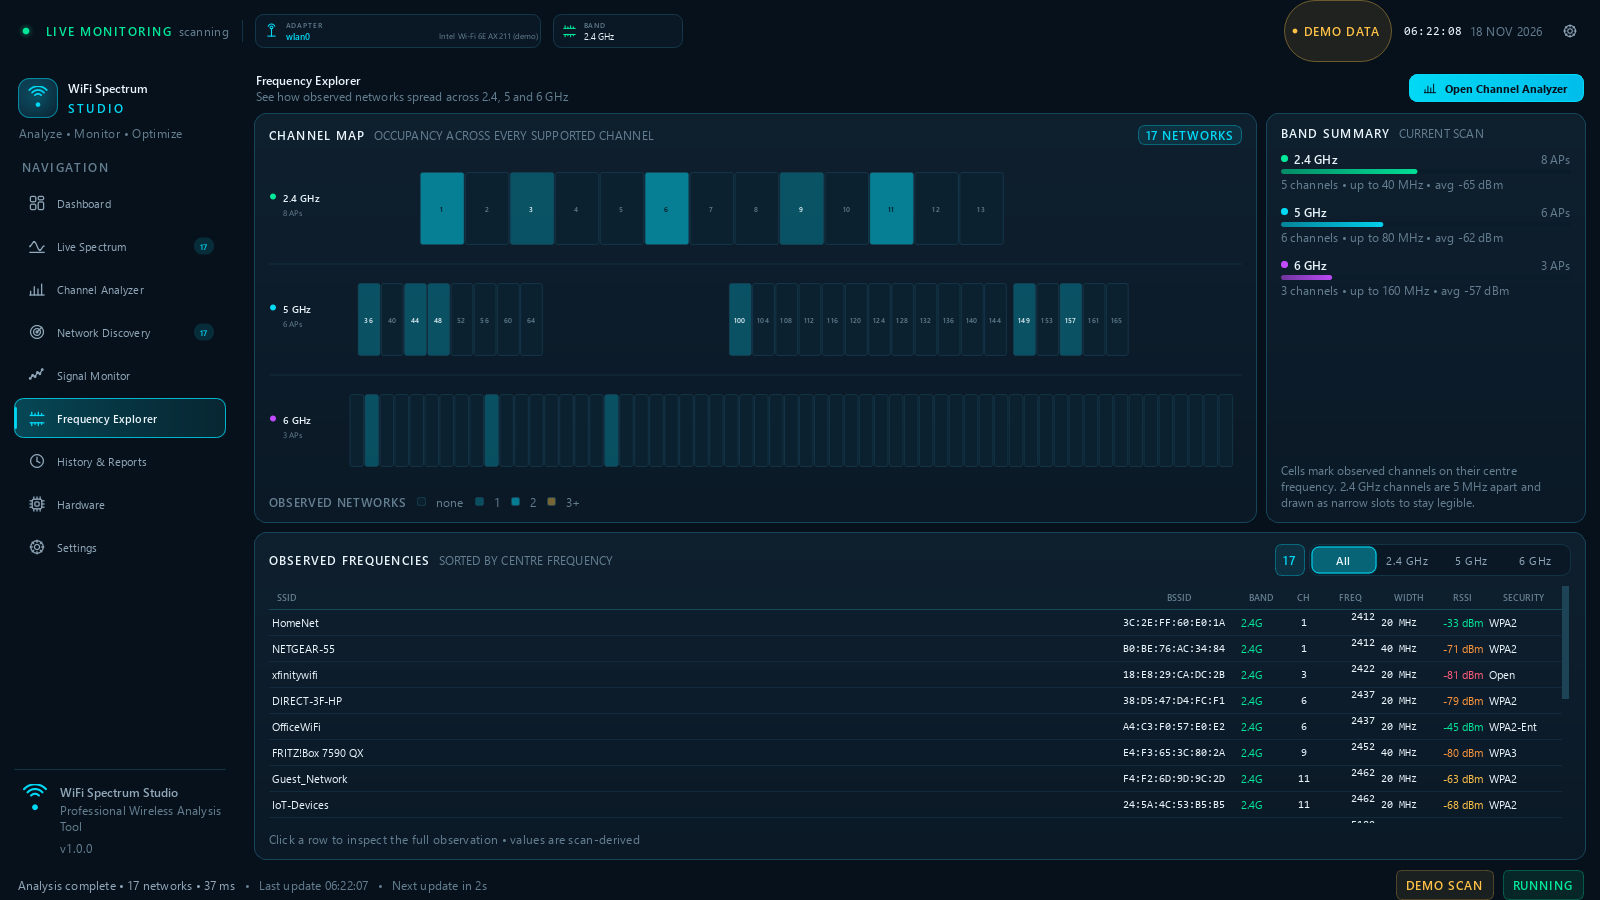 LIVE MONITORING scanning
ADAPTER
wlan0
Intel Wi-Fi 6E AX211 (demo)
BAND
2.4 GHz
DEMO DATA
06:22:08 18 NOV 2026
WiFi Spectrum
STUDIO
Analyze • Monitor • Optimize
NAVIGATION
Dashboard
Live Spectrum 17
Channel Analyzer
Network Discovery 17
Signal Monitor
Frequency Explorer
History & Reports
Hardware
Settings
WiFi Spectrum Studio
Professional Wireless Analysis
Tool
v1.0.0
Frequency Explorer
See how observed networks spread across 2.4, 5 and 6 GHz
Open Channel Analyzer
CHANNEL MAP OCCUPANCY ACROSS EVERY SUPPORTED CHANNEL
17 NETWORKS
2.4 GHz
8 APs
1 2 3 4 5 6 7 8 9 10 11 12 13
5 GHz
6 APs
36 40 44 48 52 56 60 64 100 104 108 112 116 120 124 128 132 136 140 144 149 153 157 161 165
6 GHz
3 APs
OBSERVED NETWORKS none 1 2 3+
BAND SUMMARY CURRENT SCAN
2.4 GHz 8 APs
5 channels • up to 40 MHz • avg -65 dBm
5 GHz 6 APs
6 channels • up to 80 MHz • avg -62 dBm
6 GHz 3 APs
3 channels • up to 160 MHz • avg -57 dBm
Cells mark observed channels on their centre
frequency. 2.4 GHz channels are 5 MHz apart and
drawn as narrow slots to stay legible.
OBSERVED FREQUENCIES SORTED BY CENTRE FREQUENCY
17 All 2.4 GHz 5 GHz 6 GHz
SSID BSSID BAND CH FREQ WIDTH RSSI SECURITY
HomeNet 3C:2E:FF:60:E0:1A 2.4G 1 2412 20 MHz -33 dBm WPA2
NETGEAR-55 B0:BE:76:AC:34:84 2.4G 1 2412 40 MHz -71 dBm WPA2
xfinitywifi 18:E8:29:CA:DC:2B 2.4G 3 2422 20 MHz -81 dBm Open
DIRECT-3F-HP 38:D5:47:D4:FC:F1 2.4G 6 2437 20 MHz -79 dBm WPA2
OfficeWiFi A4:C3:F0:57:E0:E2 2.4G 6 2437 20 MHz -45 dBm WPA2-Ent
FRITZ!Box 7590 QX E4:F3:65:3C:80:2A 2.4G 9 2452 40 MHz -80 dBm WPA3
Guest_Network F4:F2:6D:9D:9C:2D 2.4G 11 2462 20 MHz -63 dBm WPA2
IoT-Devices 24:5A:4C:53:B5:B5 2.4G 11 2462 20 MHz -68 dBm WPA2
Click a row to inspect the full observation • values are scan-derived
Analysis complete • 17 networks • 37 ms • Last update 06:22:07 • Next update in 2s
DEMO SCAN
RUNNING